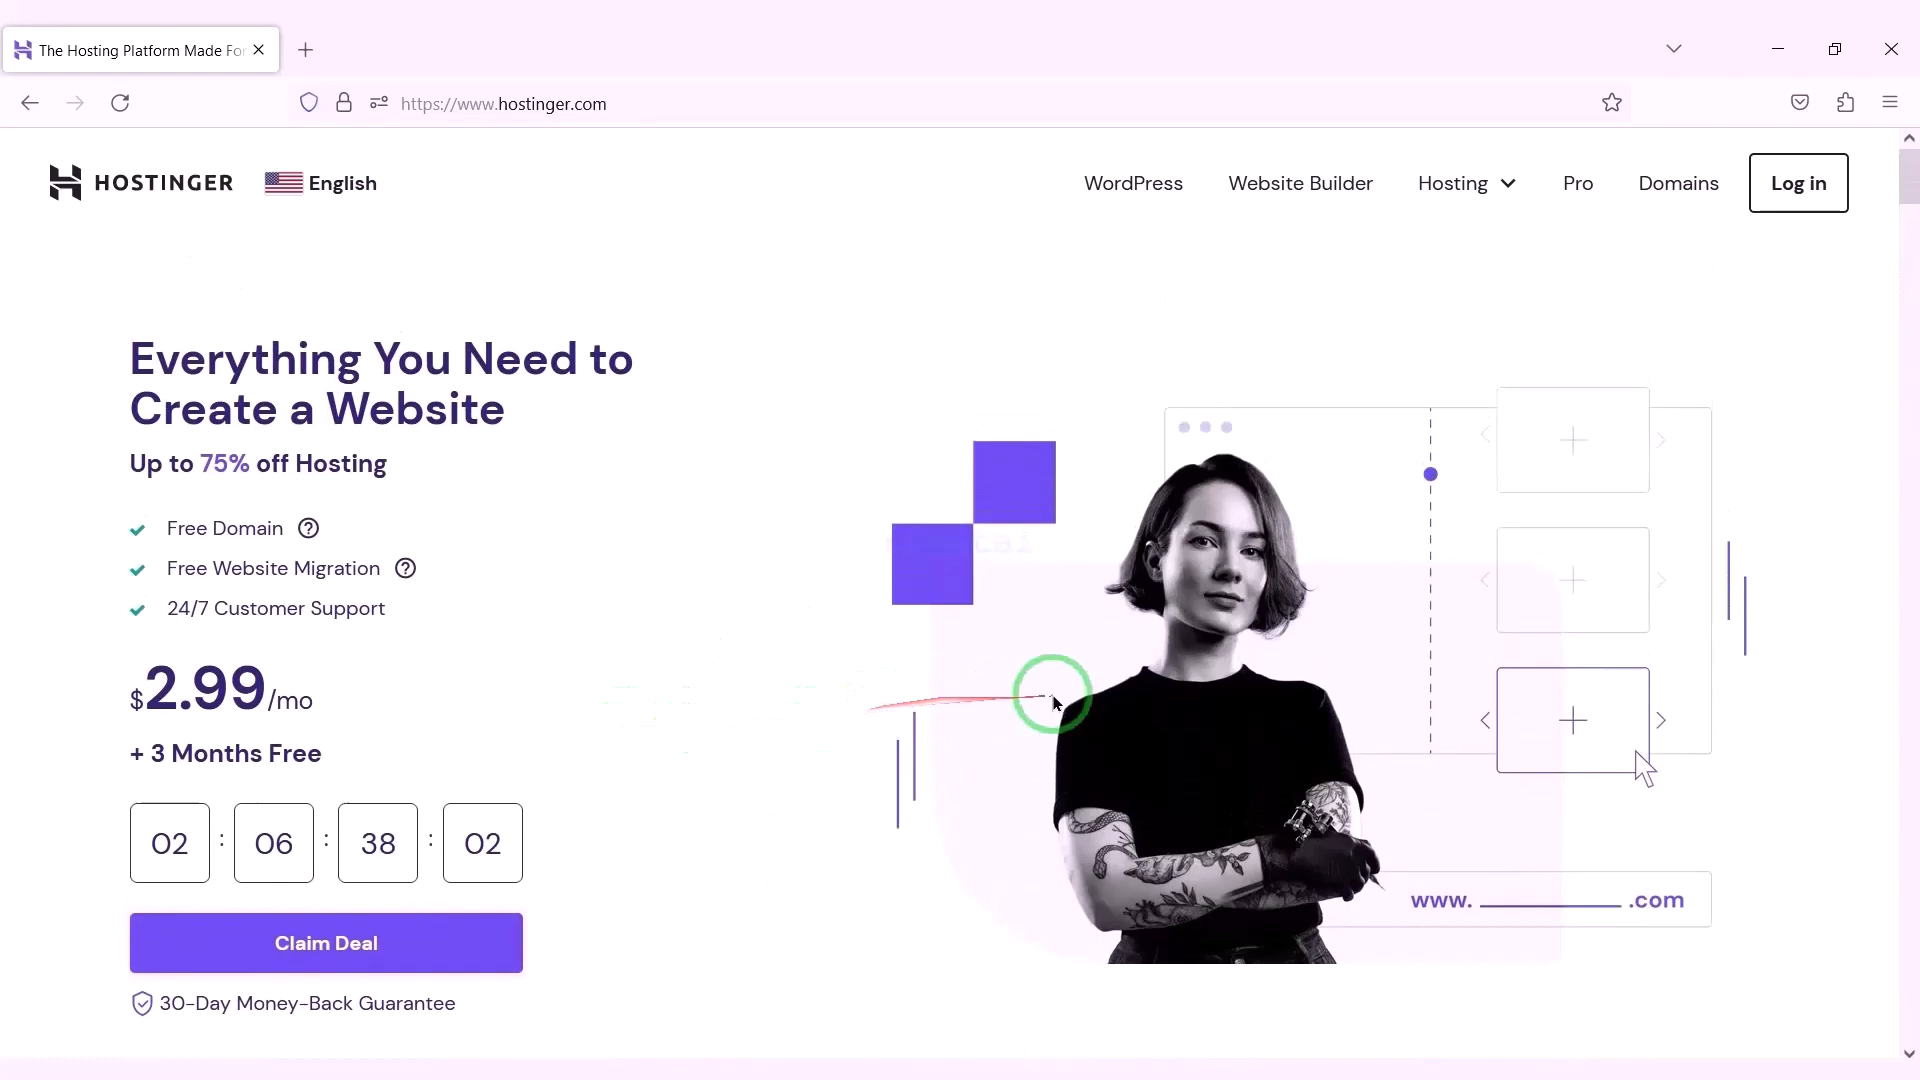 The Hosting Platform Made For
https://www.hostinger.com
HOSTINGER English WordPress Website Builder Hosting Pro Domains Log in
Everything You Need to
Create a Website
Up to 75% off Hosting
Free Domain
Free Website Migration
24/7 Customer Support
$2.99/mo
+ 3 Months Free
02 : 06 : 38 : 02
Claim Deal
30-Day Money-Back Guarantee
www. ______ .com